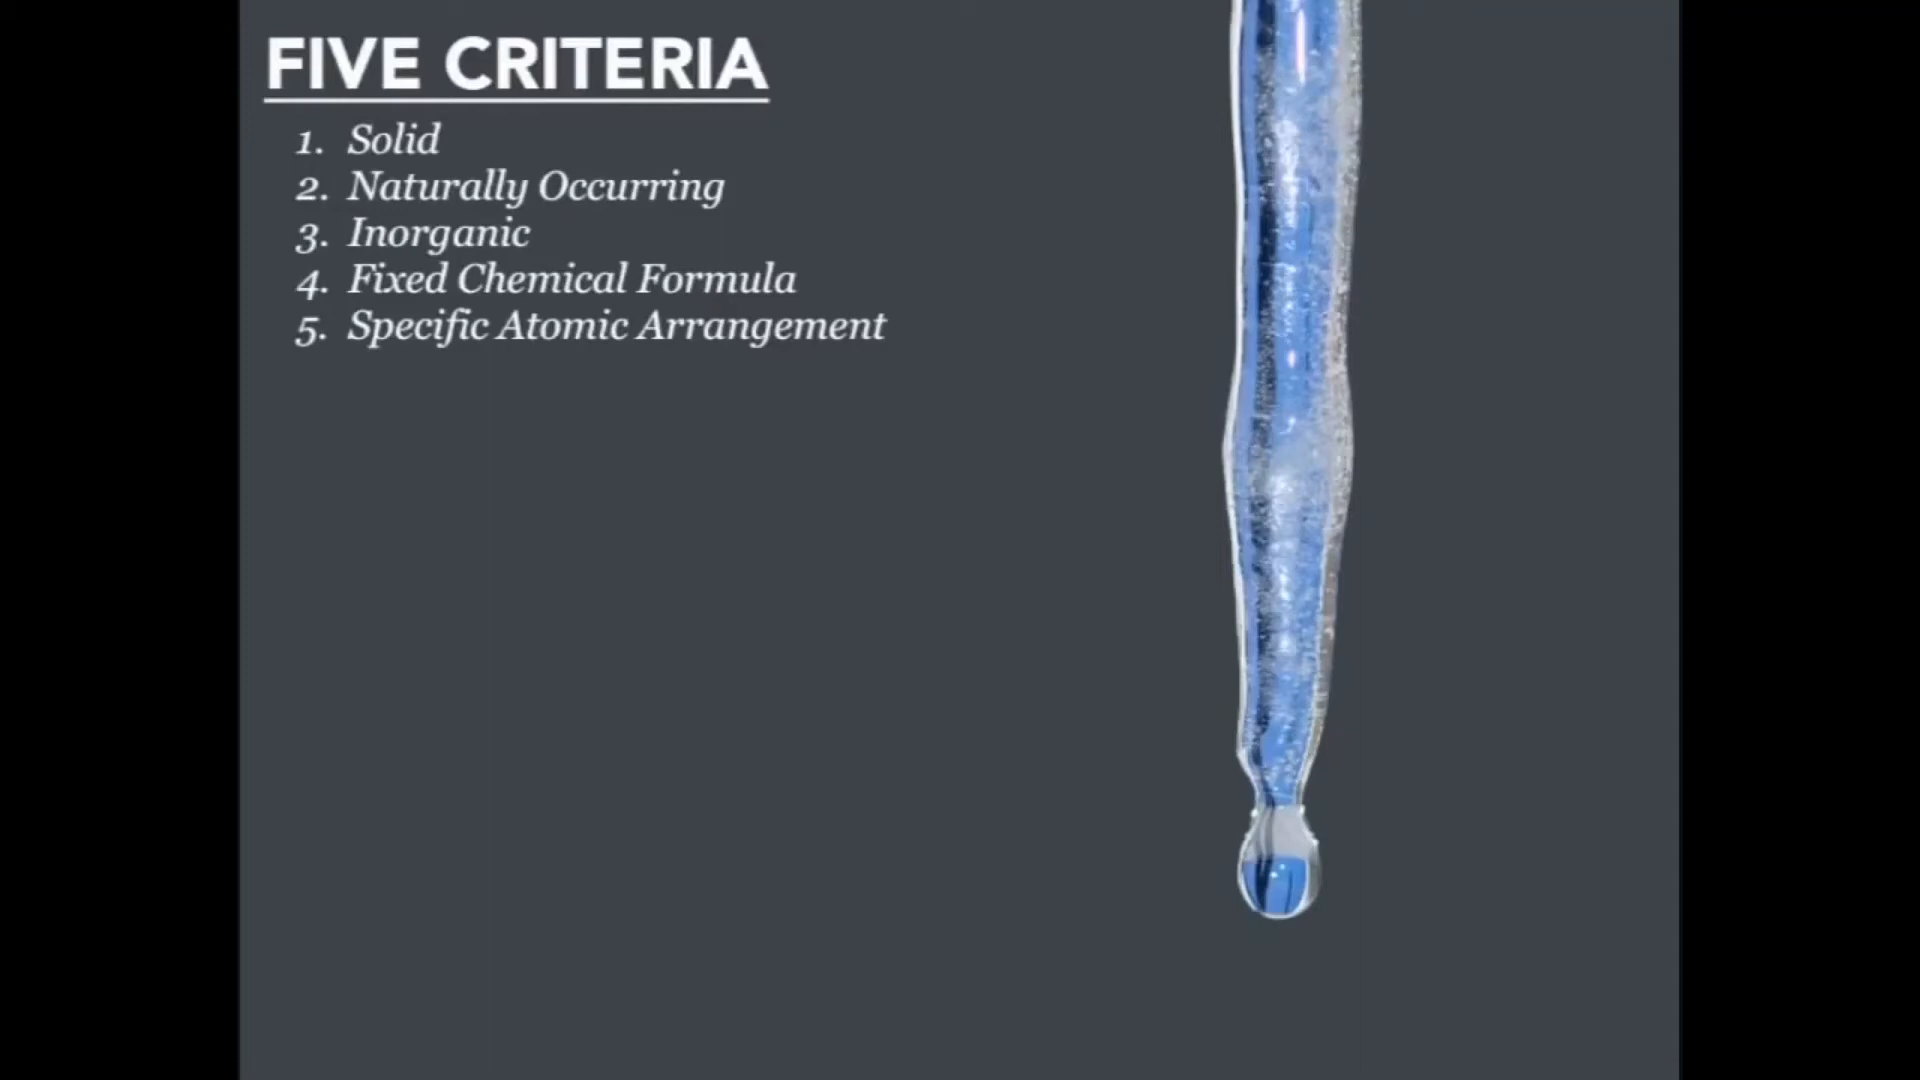 FIVE CRITERIA
1. Solid
2. Naturally Occurring
3. Inorganic
4. Fixed Chemical Formula
5. Specific Atomic Arrangement